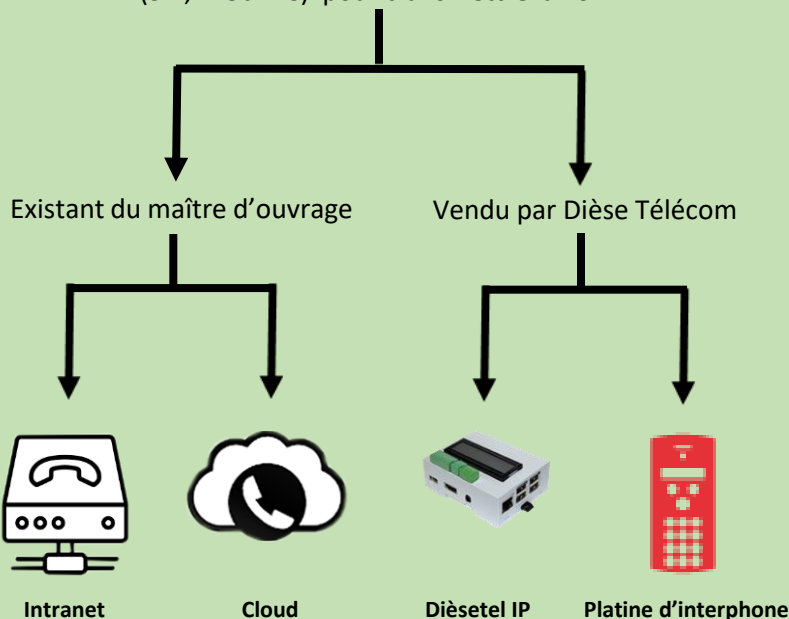 Existant du maître d'ouvrage
Vendu par Dièse Télécom
Intranet
Cloud
Dièsetel IP
Platine d'interphone